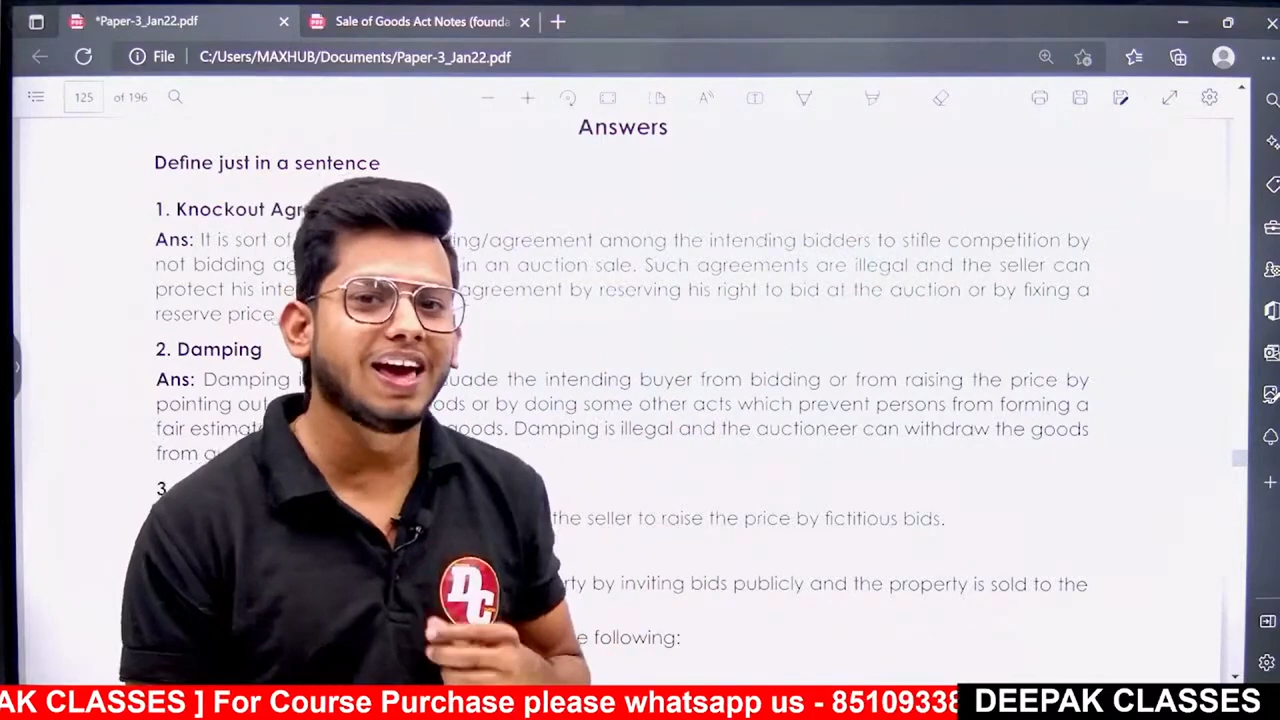 *Paper-3_Jan22.pdf
Sale of Goods Act Notes (founda
File C:/Users/MAXHUB/Documents/Paper-3_Jan22.pdf
125 of 196
Answers
Define just in a sentence
1. Knockout Agr
Ans: It is sort of ing/agreement among the intending bidders to stifle competition by
not bidding ag in an auction sale. Such agreements are illegal and the seller can
protect his inte agreement by reserving his right to bid at the auction or by fixing a
reserve price
2. Damping
Ans: Damping i uade the intending buyer from bidding or from raising the price by
pointing out ods or by doing some other acts which prevent persons from forming a
fair estimat goods. Damping is illegal and the auctioneer can withdraw the goods
from a
3
the seller to raise the price by fictitious bids.
rty by inviting bids publicly and the property is sold to the
e following:
DC
PAK CLASSES ] For Course Purchase please whatsapp us - 8510933
DEEPAK CLASSES